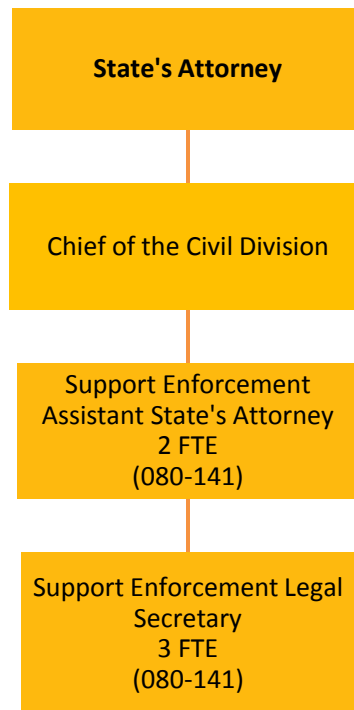 State's Attorney
Chief of the Civil Division
Support Enforcement
Assistant State's Attorney
2 FTE
(080-141)
Support Enforcement Legal
Secretary
3 FTE
(080-141)